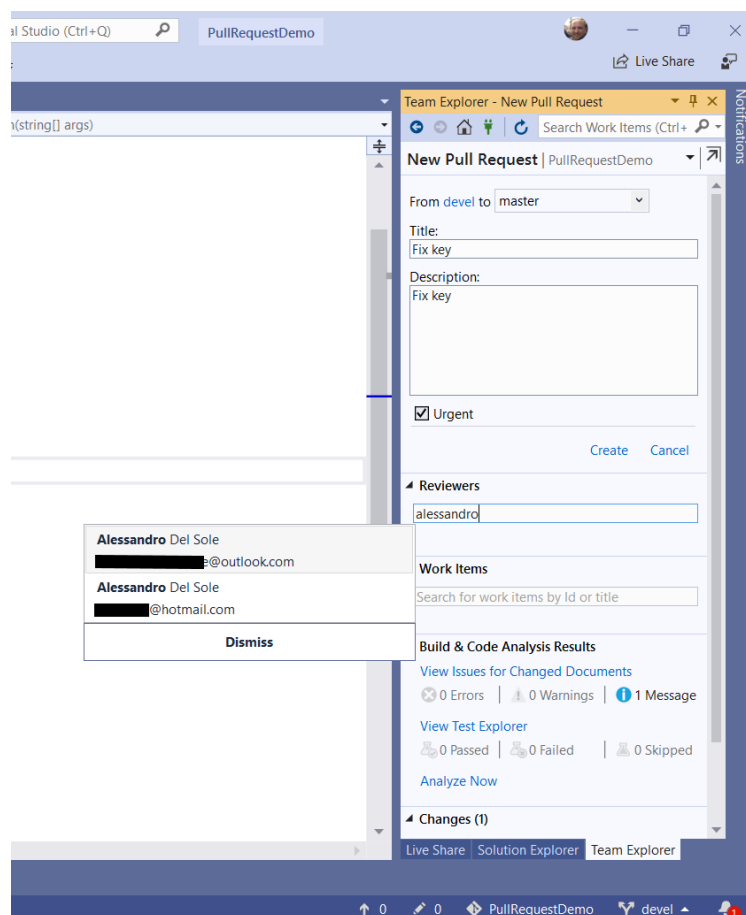 al Studio (Ctrl+Q)
PullRequestDemo
Live Share
Notifications
Team Explorer - New Pull Request
(string[] args)
Search Work Items (Ctrl+
New Pull Request | PullRequestDemo
From devel to master
Title:
Fix key
Description:
Fix key
Urgent
Create Cancel
Reviewers
alessandro
Alessandro Del Sole
e@outlook.com
Alessandro Del Sole
@hotmail.com
Dismiss
Work Items
Search for work items by Id or title
Build & Code Analysis Results
View Issues for Changed Documents
0 Errors | 0 Warnings | 1 Message
View Test Explorer
0 Passed | 0 Failed | 0 Skipped
Analyze Now
Changes (1)
Live Share Solution Explorer Team Explorer
0 0 PullRequestDemo devel 1